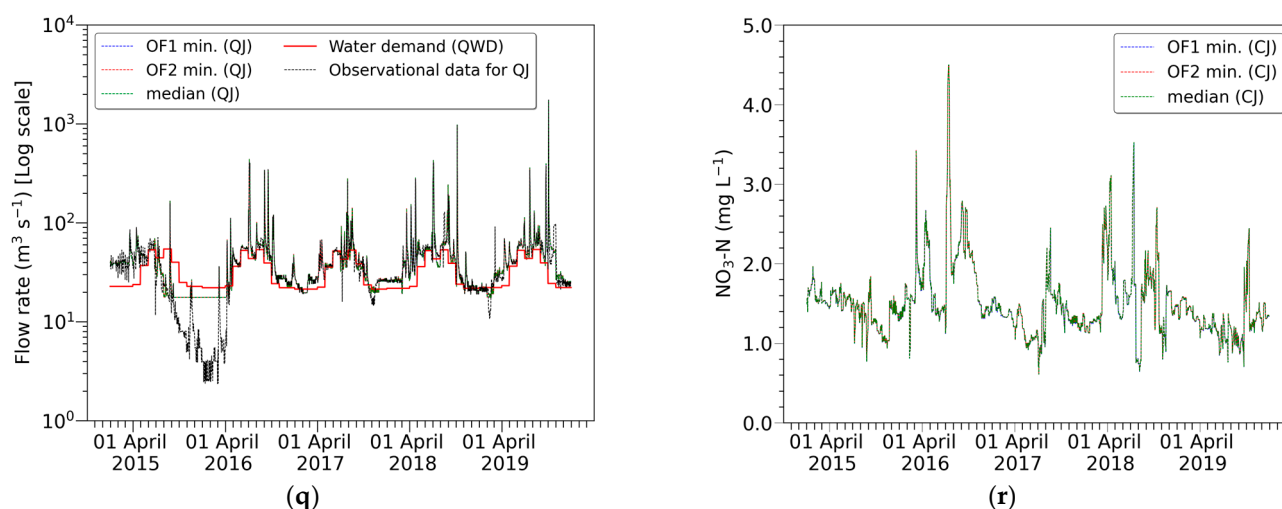 Flow rate (m³ s⁻¹) [Log scale]
10⁴
10³
10²
10¹
10⁰
OF1 min. (QJ)
OF2 min. (QJ)
median (QJ)
Water demand (QWD)
Observational data for QJ
01 April 2015
01 April 2016
01 April 2017
01 April 2018
01 April 2019
(q)
NO₃-N (mg L⁻¹)
5.0
4.0
3.0
2.0
1.0
0.0
OF1 min. (CJ)
OF2 min. (CJ)
median (CJ)
01 April 2015
01 April 2016
01 April 2017
01 April 2018
01 April 2019
(r)